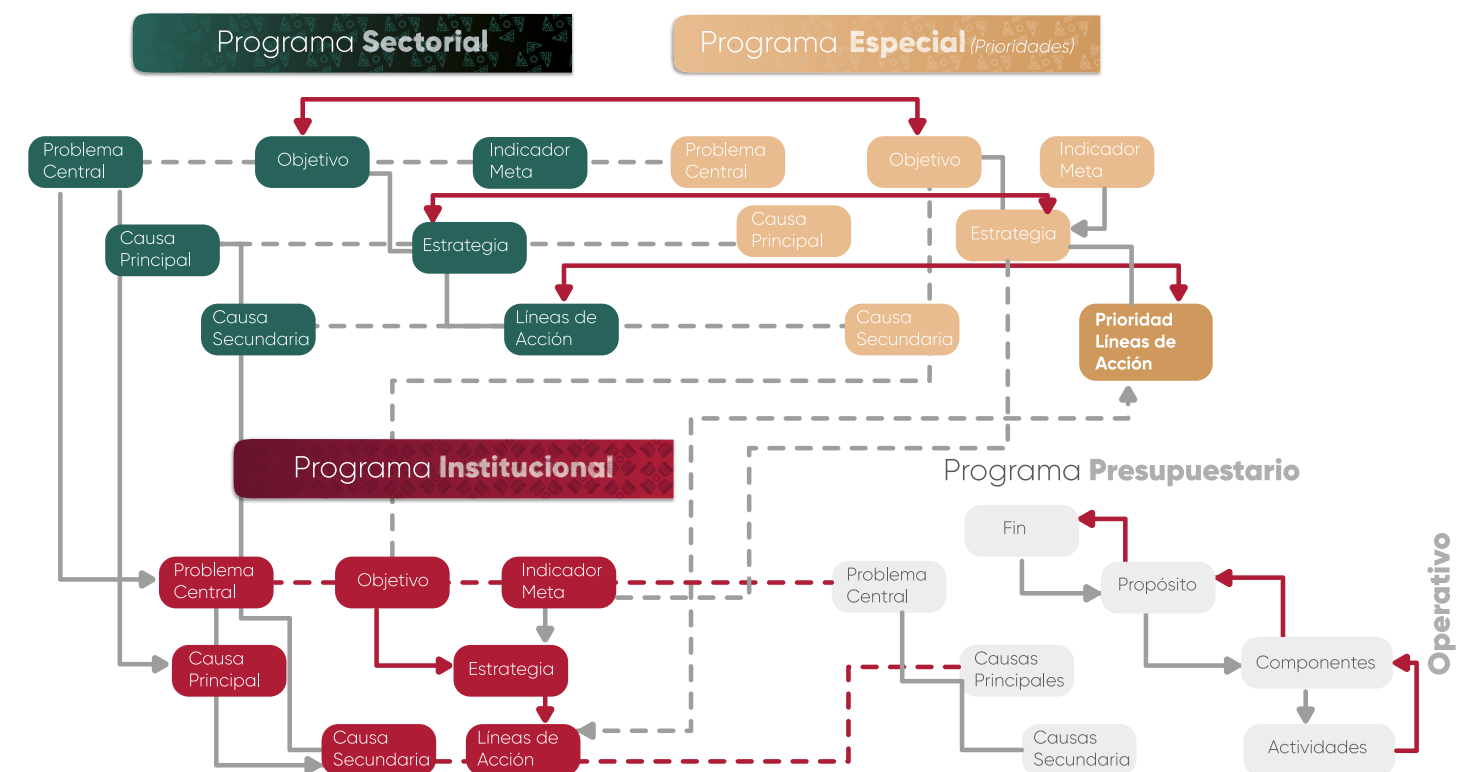 Programa Sectorial
Programa Especial (Prioridades)
Problema
Central
Objetivo
Indicador
Meta
Problema
Central
Objetivo
Indicador
Meta
Causa
Principal
Estrategia
Causa
Principal
Estrategia
Causa
Secundaria
Líneas de
Acción
Causa
Secundaria
Prioridad
Líneas de
Acción
Programa Institucional
Programa Presupuestario
Problema
Central
Objetivo
Indicador
Meta
Causa
Principal
Estrategia
Causa
Secundaria
Líneas de
Acción
Problema
Central
Causas
Principales
Causas
Secundaria
Fin
Propósito
Componentes
Actividades
Operativo